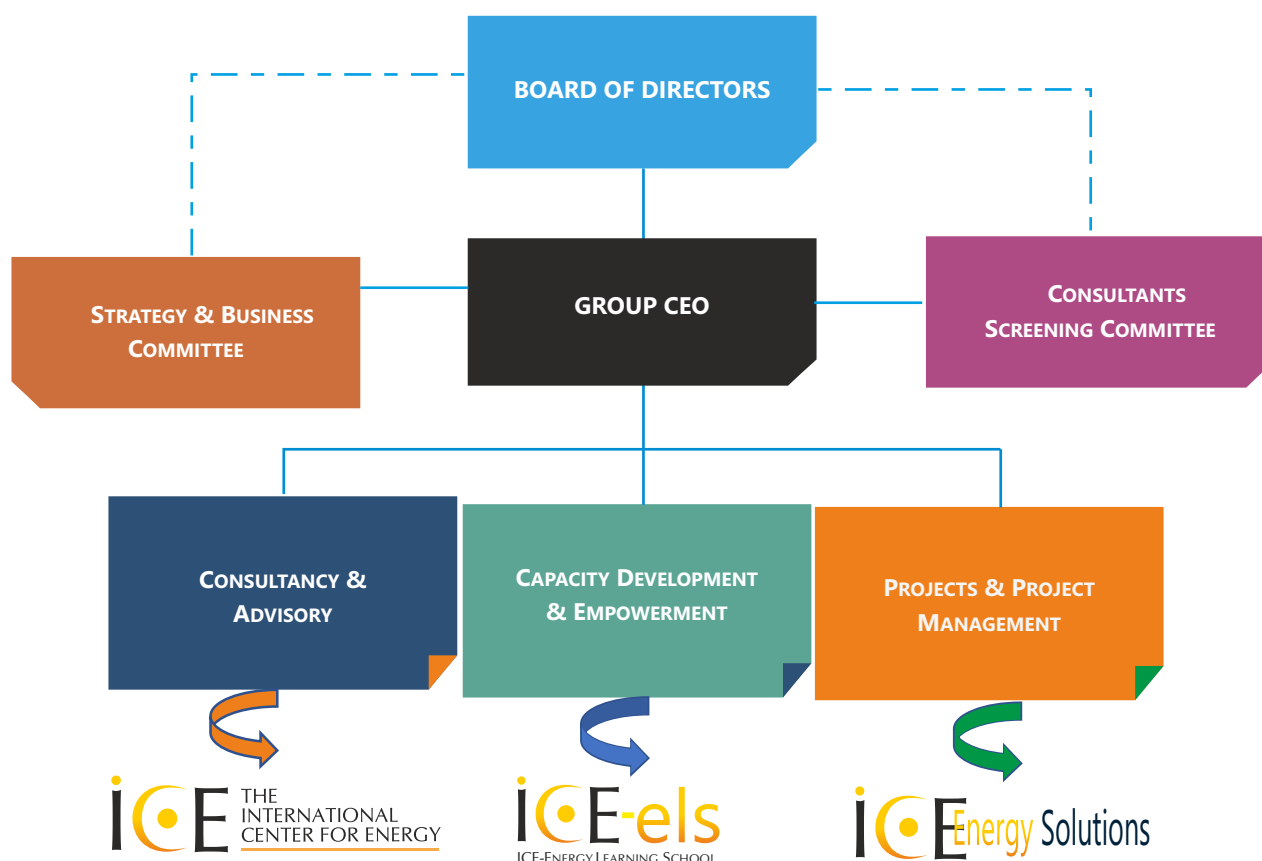 BOARD OF DIRECTORS
GROUP CEO
STRATEGY & BUSINESS
COMMITTEE
CONSULTANTS
SCREENING COMMITTEE
CONSULTANCY &
ADVISORY
CAPACITY DEVELOPMENT
& EMPOWERMENT
PROJECTS & PROJECT
MANAGEMENT
iCE THE
INTERNATIONAL
CENTER FOR ENERGY
iCE-els
ICE-ENERGY LEARNING SCHOOL
iCE Energy Solutions